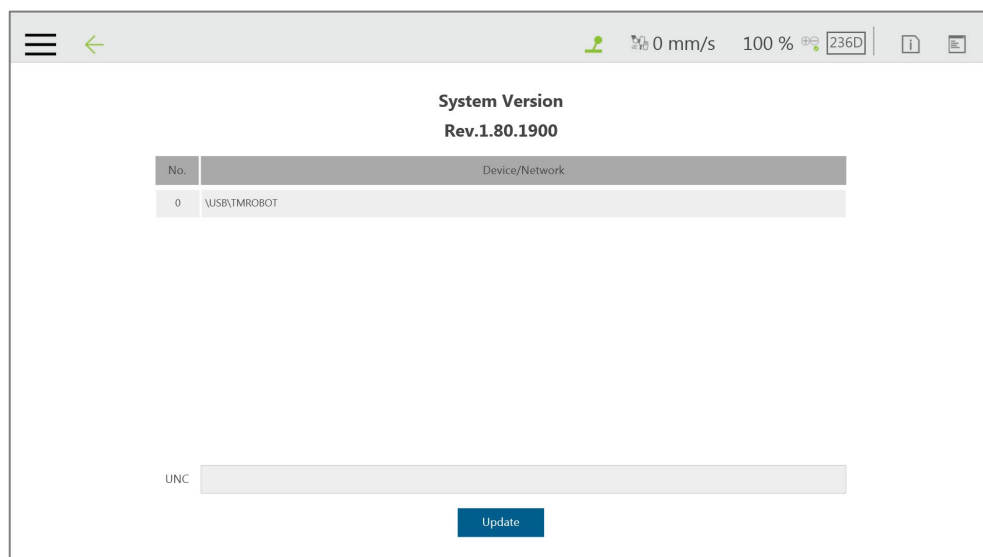 0 mm/s 100 % 236D
System Version
Rev.1.80.1900
No. Device/Network
0 \USB\TMROBOT
UNC
Update